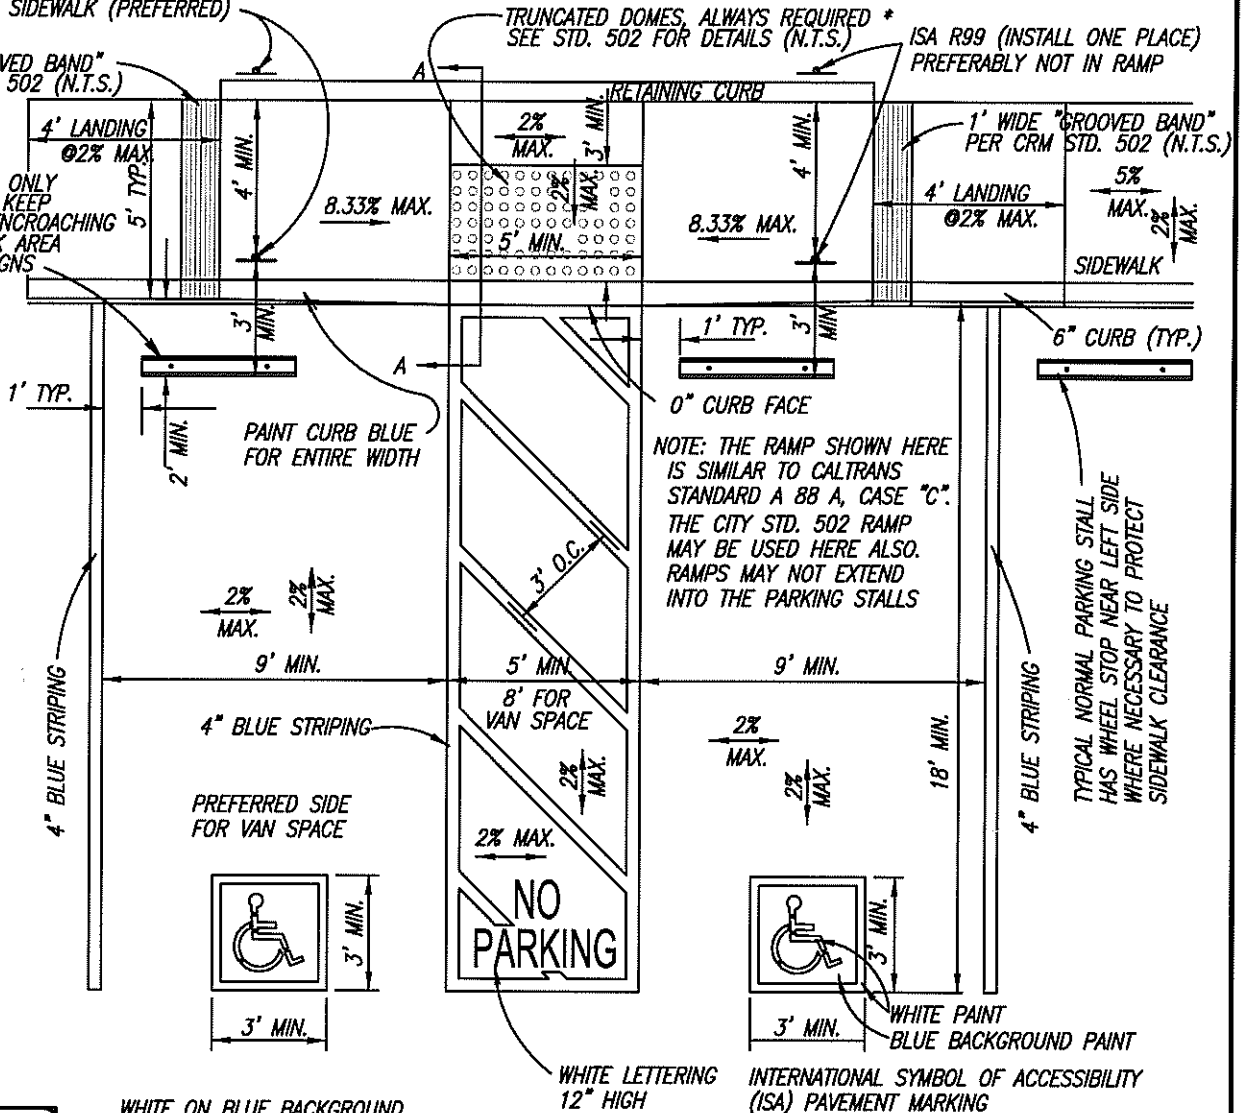 SIDEWALK (PREFERRED)
TRUNCATED DOMES, ALWAYS REQUIRED *
SEE STD. 502 FOR DETAILS (N.T.S.)
ISA R99 (INSTALL ONE PLACE)
PREFERABLY NOT IN RAMP
VED BAND"
502 (N.T.S.)
A
RETAINING CURB
4' LANDING
@2% MAX.
5' TYP.
4' MIN.
2%
MAX.
3' MIN.
4' MIN.
1' WIDE "GROOVED BAND"
PER CRM STD. 502 (N.T.S.)
ONLY
KEEP
NCROACHING
AREA
GNS
8.33% MAX.
2%
MAX.
5' MIN.
8.33% MAX.
4' LANDING
@2% MAX.
5%
MAX.
2%
MAX.
SIDEWALK
3' MIN.
1' TYP.
3' MIN.
6" CURB (TYP.)
A
1' TYP.
2' MIN.
0" CURB FACE
PAINT CURB BLUE
FOR ENTIRE WIDTH
NOTE: THE RAMP SHOWN HERE
IS SIMILAR TO CALTRANS
STANDARD A 88 A, CASE "C".
THE CITY STD. 502 RAMP
MAY BE USED HERE ALSO.
RAMPS MAY NOT EXTEND
INTO THE PARKING STALLS
TYPICAL NORMAL PARKING STALL
HAS WHEEL STOP NEAR LEFT SIDE
WHERE NECESSARY TO PROTECT
SIDEWALK CLEARANCE
3' O.C.
2%
MAX.
2%
MAX.
9' MIN.
5' MIN.
8' FOR
VAN SPACE
9' MIN.
4" BLUE STRIPING
4" BLUE STRIPING
2%
MAX.
2%
MAX.
2%
MAX.
18' MIN.
4" BLUE STRIPING
PREFERRED SIDE
FOR VAN SPACE
2% MAX.
NO
PARKING
3' MIN.
3' MIN.
3' MIN.
3' MIN.
WHITE PAINT
BLUE BACKGROUND PAINT
WHITE LETTERING
12" HIGH
INTERNATIONAL SYMBOL OF ACCESSIBILITY
(ISA) PAVEMENT MARKING
WHITE ON BLUE BACKGROUND